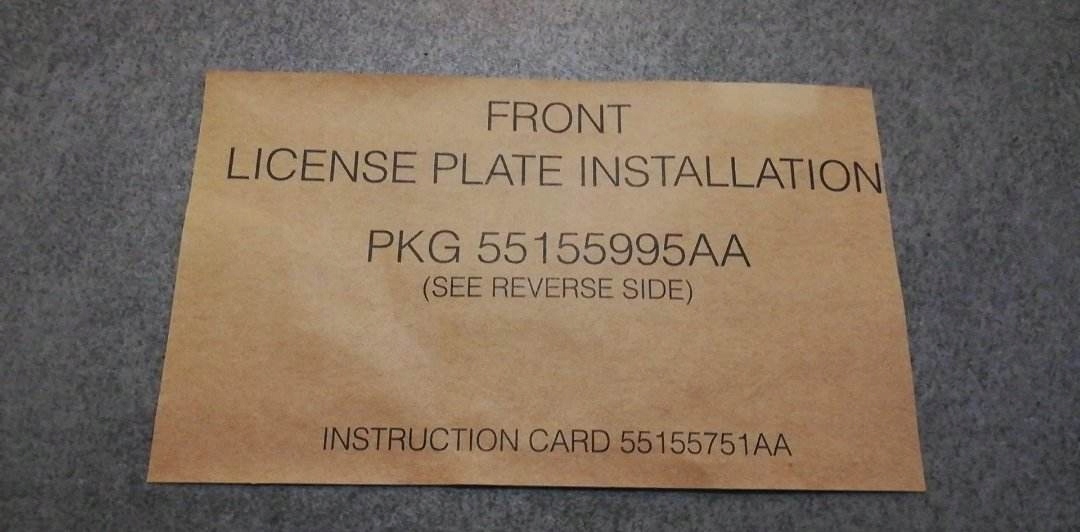 FRONT
LICENSE PLATE INSTALLATION
PKG 55155995AA
(SEE REVERSE SIDE)
INSTRUCTION CARD 55155751AA